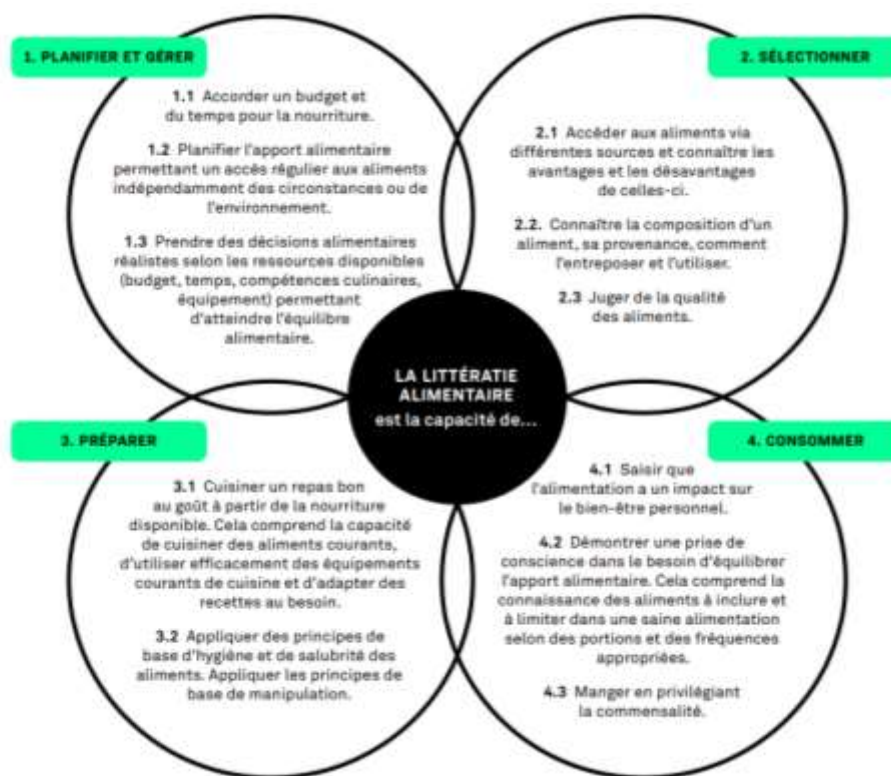 1. PLANIFIER ET GÉRER
1.1 Accorder un budget et
du temps pour la nourriture.
1.2 Planifier l'apport alimentaire
permettant un accès régulier aux aliments
indépendamment des circonstances ou de
l'environnement.
1.3 Prendre des décisions alimentaires
réalistes selon les ressources disponibles
(budget, temps, compétences culinaires,
équipement) permettant
d'atteindre l'équilibre
alimentaire.
2. SÉLECTIONNER
2.1 Accéder aux aliments via
différentes sources et connaître les
avantages et les désavantages
de celles-ci.
2.2. Connaître la composition d'un
aliment, sa provenance, comment
l'entreposer et l'utiliser.
2.3 Juger de la qualité
des aliments.
LA LITTÉRATIE
ALIMENTAIRE
est la capacité de...
3. PRÉPARER
3.1 Cuisiner un repas bon
au goût à partir de la nourriture
disponible. Cela comprend la capacité
de cuisiner des aliments courants,
d'utiliser efficacement des équipements
courants de cuisine et d'adapter des
recettes au besoin.
3.2 Appliquer des principes de
base d'hygiène et de salubrité des
aliments. Appliquer les principes de
base de manipulation.
4. CONSOMMER
4.1 Saisir que
l'alimentation a un impact sur
le bien-être personnel.
4.2 Démontrer une prise de
conscience dans le besoin d'équilibrer
l'apport alimentaire. Cela comprend la
connaissance des aliments à inclure et
à limiter dans une saine alimentation
selon des portions et des fréquences
appropriées.
4.3 Manger en privilégiant
la commensalité.